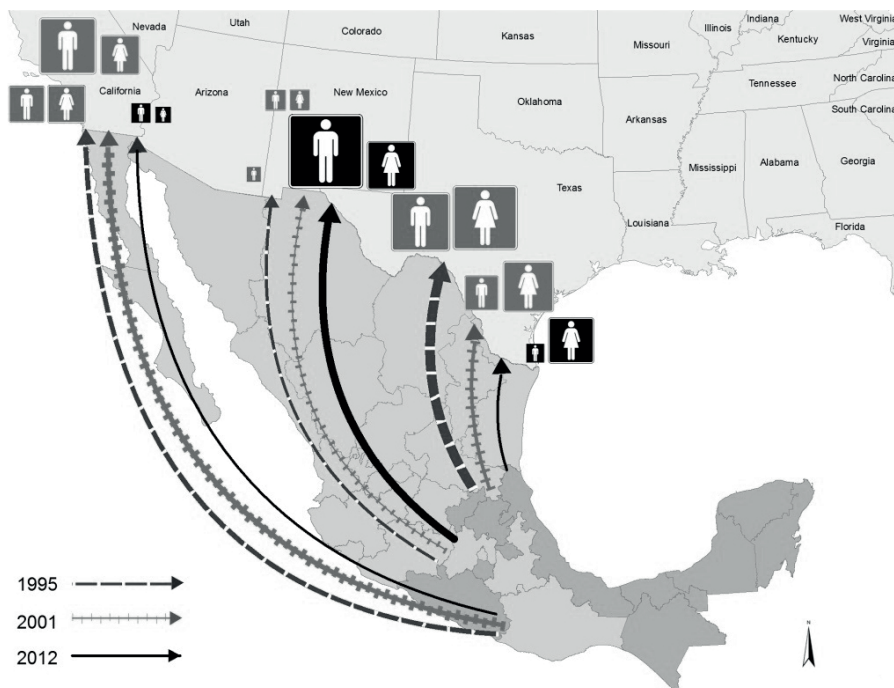 Nevada
Utah
Colorado
Kansas
Missouri
Illinois
Indiana
West Virginia
Kentucky
Virginia
California
Arizona
New Mexico
Oklahoma
Arkansas
Tennessee
North Carolina
South Carolina
Mississippi
Alabama
Georgia
Texas
Louisiana
Florida
1995
2001
2012
N